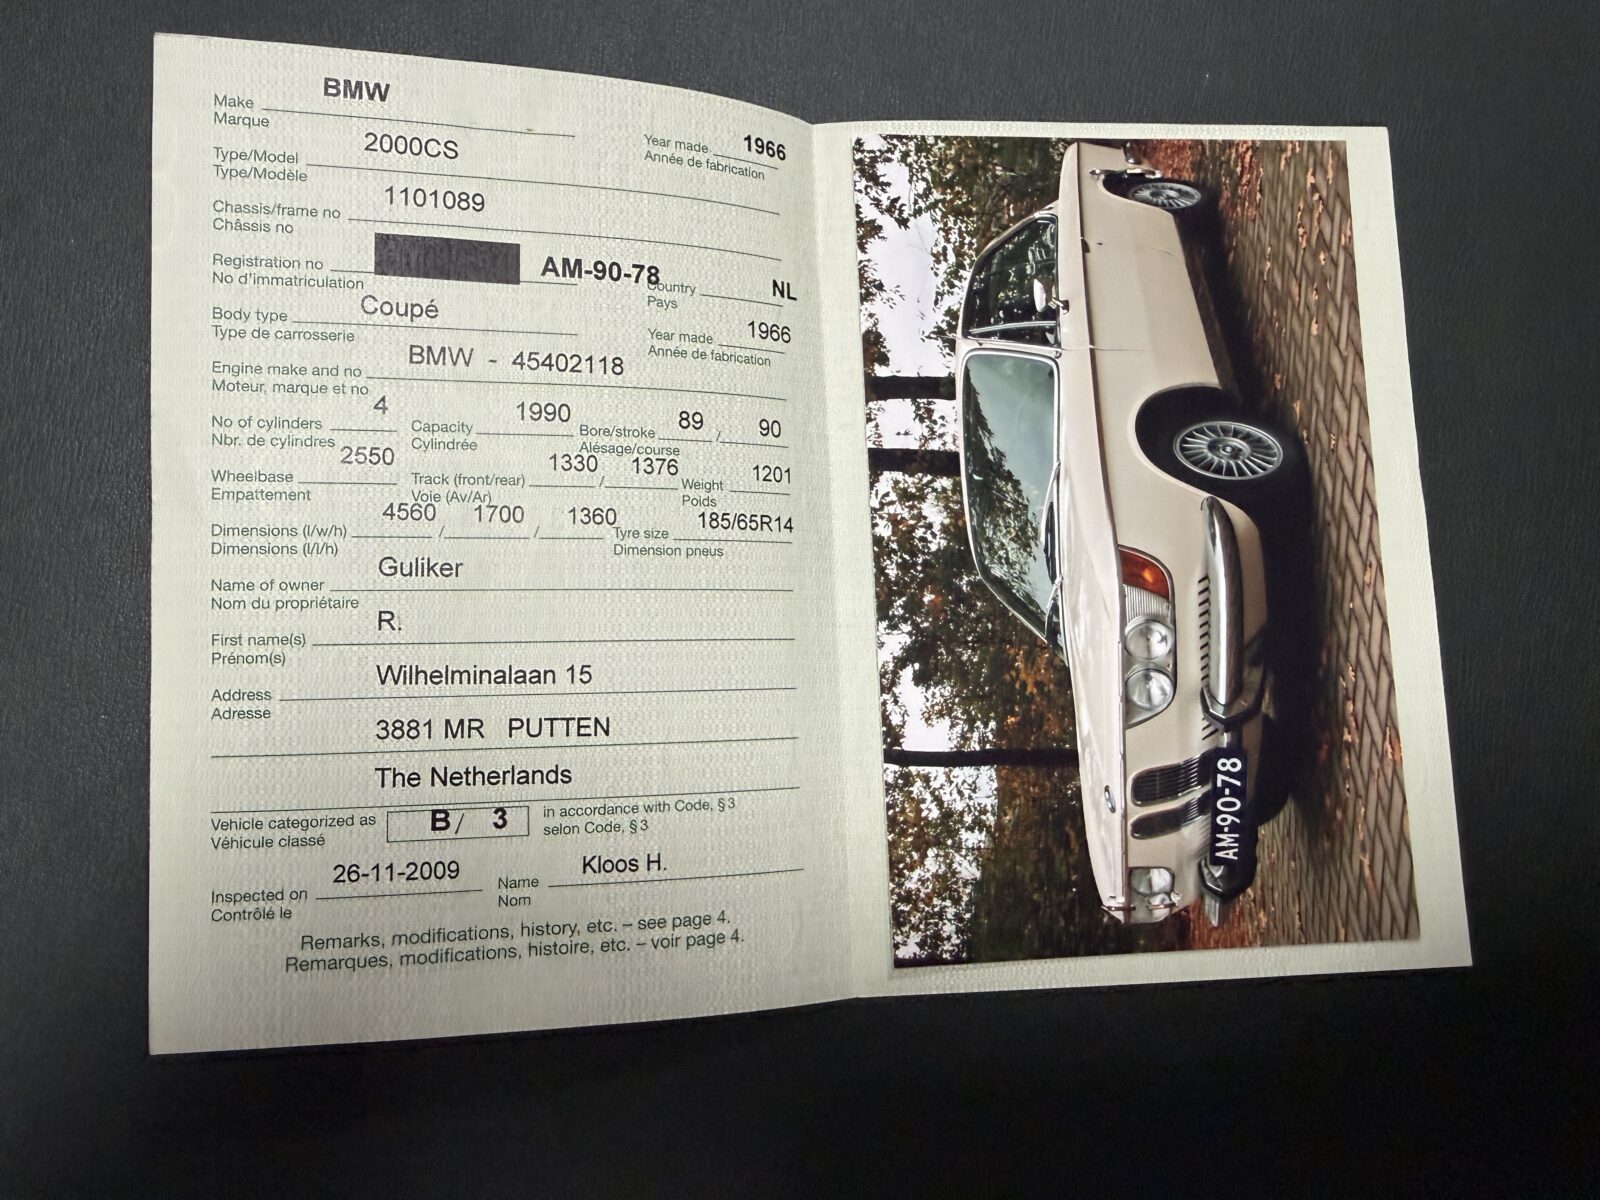 Make BMW
Marque
Year made 1966
Année de fabrication
Type/Model 2000CS
Type/Modèle
Chassis/frame no 1101089
Châssis no
Registration no AM-90-78
No d'immatriculation
Country NL
Pays
Body type Coupé
Type de carrosserie
Year made 1966
Année de fabrication
Engine make and no BMW - 45402118
Moteur, marque et no
No of cylinders 4 Capacity 1990 Bore/stroke 89 / 90
Nbr. de cylindres Cylindrée Alésage/course
Wheelbase 2550 Track (front/rear) 1330 / 1376 Weight 1201
Empattement Voie (Av/Ar) Poids
Dimensions (l/w/h) 4560 / 1700 / 1360 Tyre size 185/65R14
Dimensions (l/l/h) Dimension pneus
Name of owner Guliker
Nom du propriétaire
First name(s) R.
Prénom(s)
Address Wilhelminalaan 15
Adresse
3881 MR PUTTEN
The Netherlands
Vehicle categorized as B / 3 in accordance with Code, § 3
Véhicule classé selon Code, § 3
Inspected on 26-11-2009 Name Kloos H.
Contrôlé le Nom
Remarks, modifications, history, etc. – see page 4.
Remarques, modifications, histoire, etc. – voir page 4.
AM-90-78